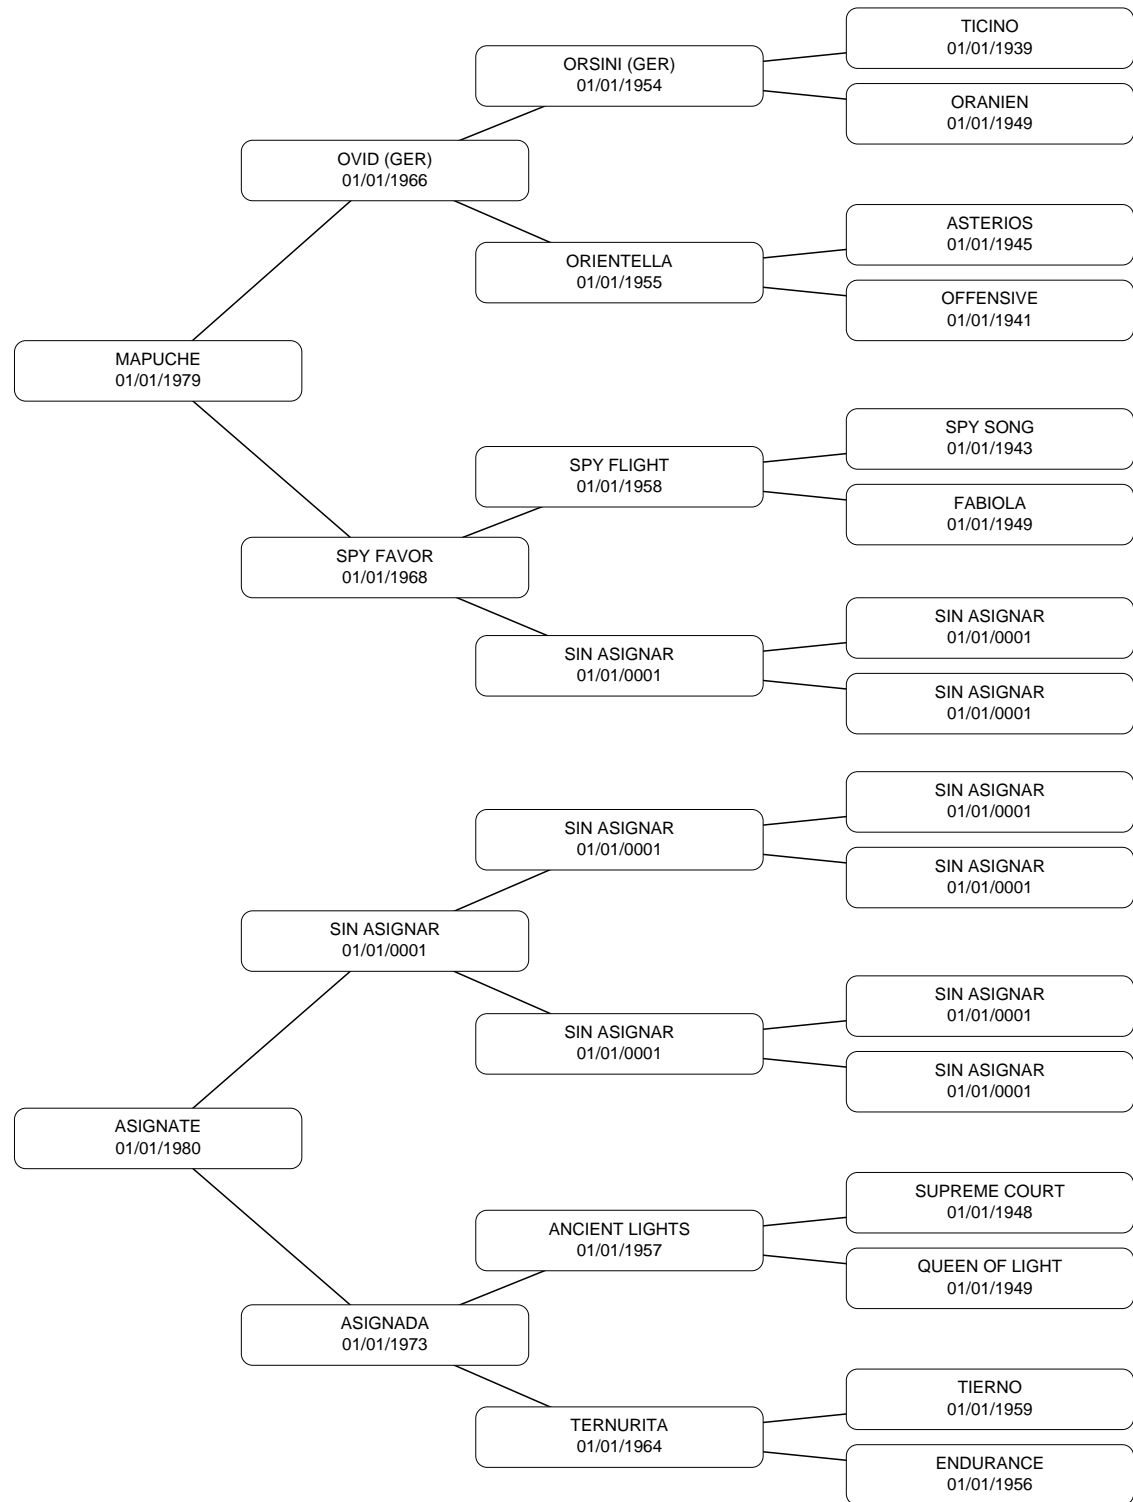 TICINO
01/01/1939
ORSINI (GER)
01/01/1954
ORANIEN
01/01/1949
OVID (GER)
01/01/1966
ASTERIOS
01/01/1945
ORIENTELLA
01/01/1955
OFFENSIVE
01/01/1941
MAPUCHE
01/01/1979
SPY SONG
01/01/1943
SPY FLIGHT
01/01/1958
FABIOLA
01/01/1949
SPY FAVOR
01/01/1968
SIN ASIGNAR
01/01/0001
SIN ASIGNAR
01/01/0001
SIN ASIGNAR
01/01/0001
SIN ASIGNAR
01/01/0001
SIN ASIGNAR
01/01/0001
SIN ASIGNAR
01/01/0001
SIN ASIGNAR
01/01/0001
SIN ASIGNAR
01/01/0001
SIN ASIGNAR
01/01/0001
SIN ASIGNAR
01/01/0001
ASIGNATE
01/01/1980
SUPREME COURT
01/01/1948
ANCIENT LIGHTS
01/01/1957
QUEEN OF LIGHT
01/01/1949
ASIGNADA
01/01/1973
TIERNO
01/01/1959
TERNURITA
01/01/1964
ENDURANCE
01/01/1956